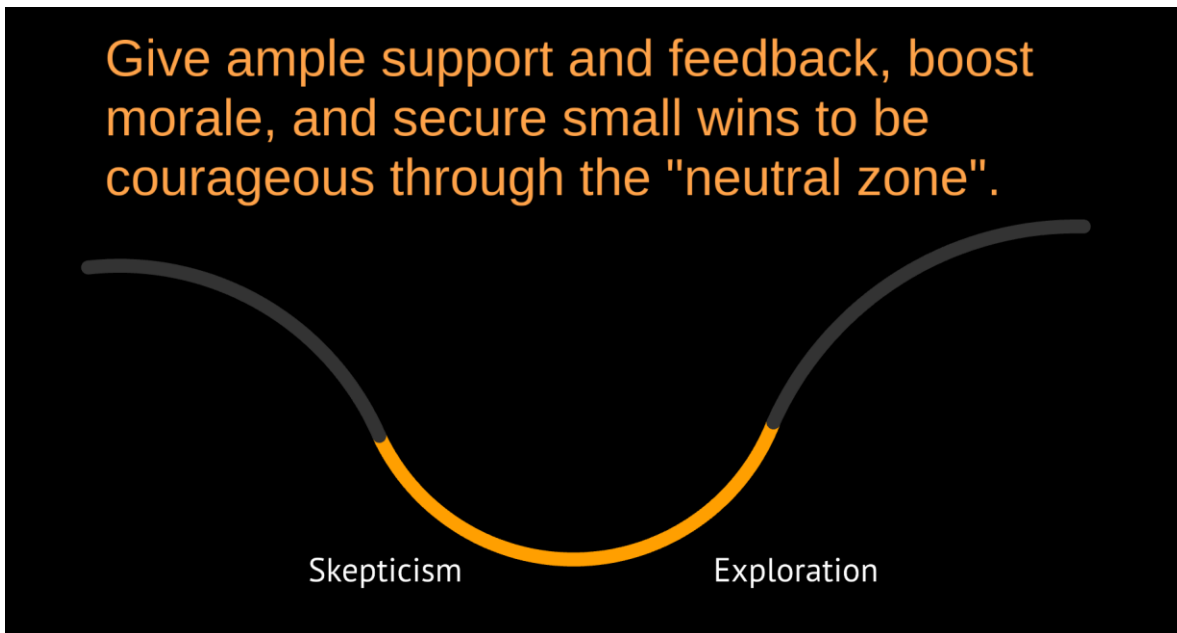 Give ample support and feedback, boost
morale, and secure small wins to be
courageous through the "neutral zone".
Skepticism
Exploration